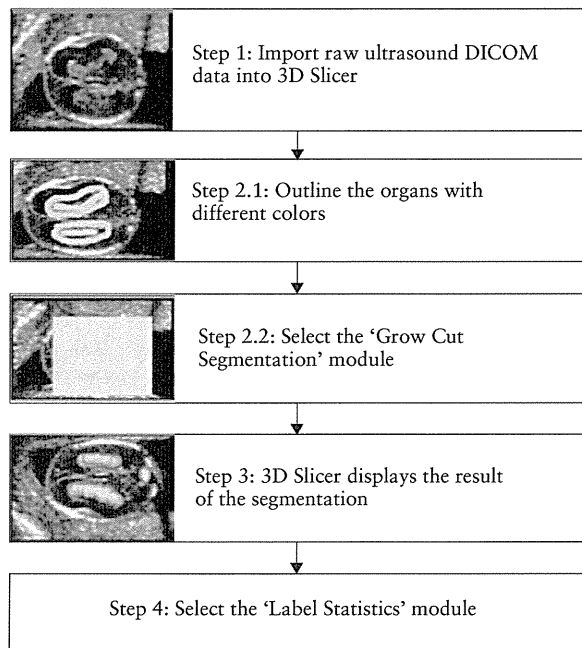 Step 1: Import raw ultrasound DICOM
data into 3D Slicer
Step 2.1: Outline the organs with
different colors
Step 2.2: Select the ‘Grow Cut
Segmentation’ module
Step 3: 3D Slicer displays the result
of the segmentation
Step 4: Select the ‘Label Statistics’ module